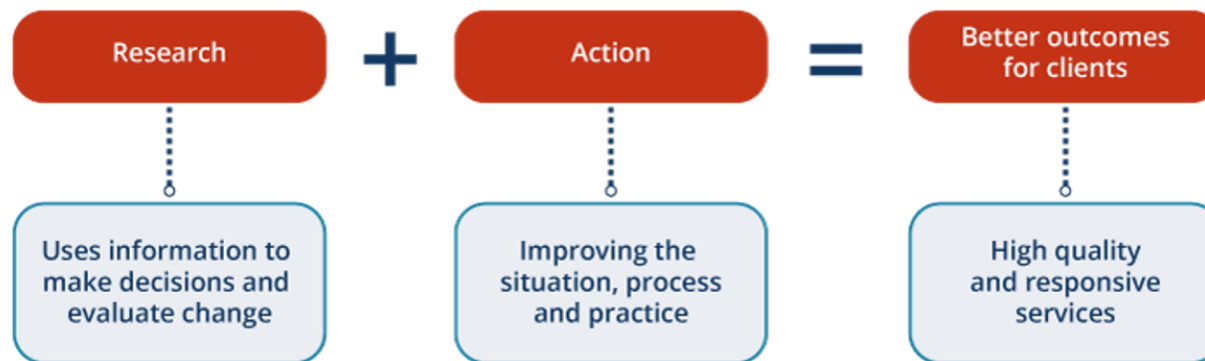 Research
+
Action
=
Better outcomes
for clients
Uses information to
make decisions and
evaluate change
Improving the
situation, process
and practice
High quality
and responsive
services